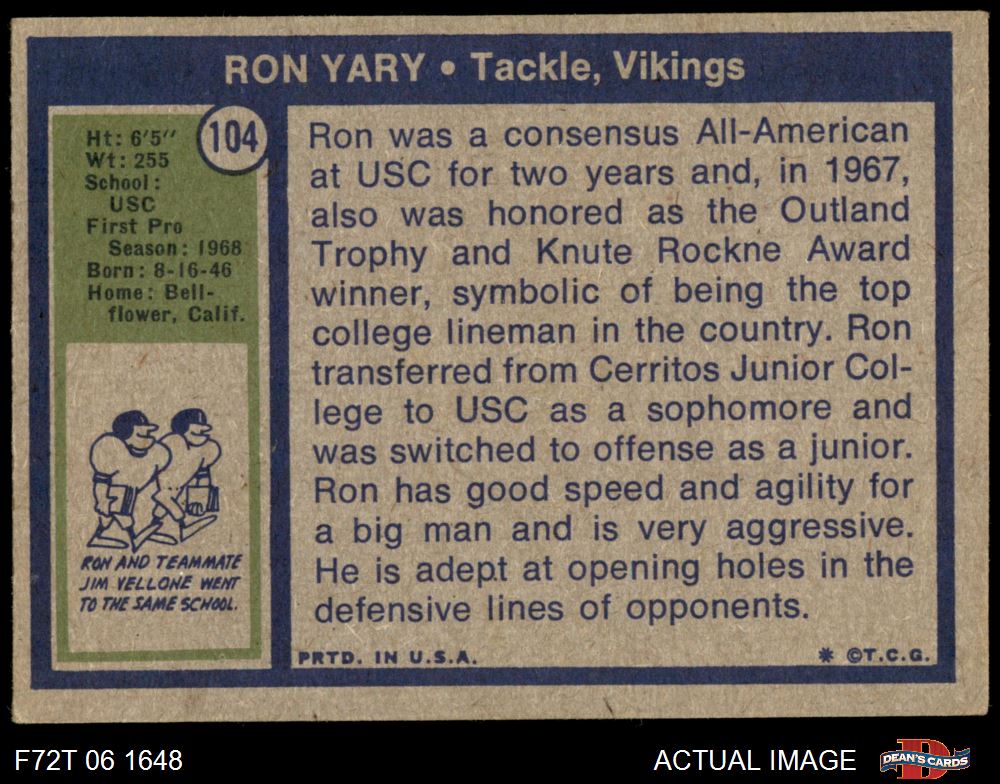 RON YARY • Tackle, Vikings
104
Ht: 6'5"
Wt: 255
School:
USC
First Pro
Season: 1968
Born: 8-16-46
Home: Bell-
flower, Calif.
RON AND TEAMMATE
JIM VELLONE WENT
TO THE SAME SCHOOL.
Ron was a consensus All-American
at USC for two years and, in 1967,
also was honored as the Outland
Trophy and Knute Rockne Award
winner, symbolic of being the top
college lineman in the country. Ron
transferred from Cerritos Junior Col-
lege to USC as a sophomore and
was switched to offense as a junior.
Ron has good speed and agility for
a big man and is very aggressive.
He is adept at opening holes in the
defensive lines of opponents.
PRTD. IN U.S.A.
* ©T.C.G.
F72T 06 1648
ACTUAL IMAGE
D
DEAN'S CARDS